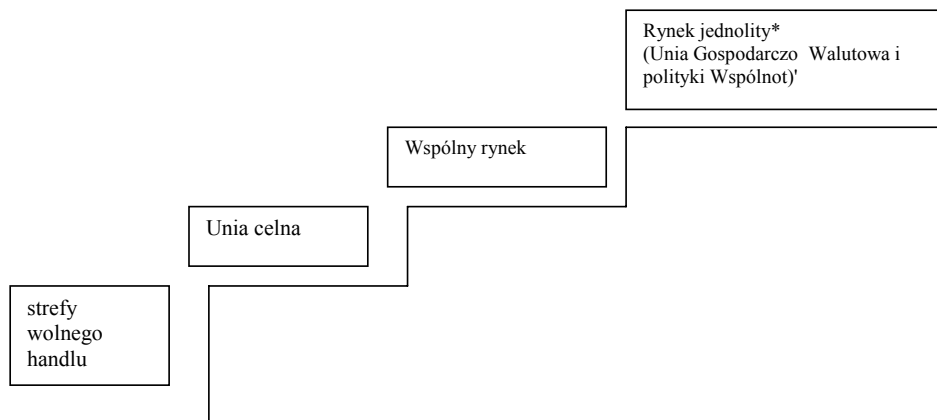 Rynek jednolity*
(Unia Gospodarczo Walutowa i
polityki Wspólnot)'
Wspólny rynek
Unia celna
strefy
wolnego
handlu